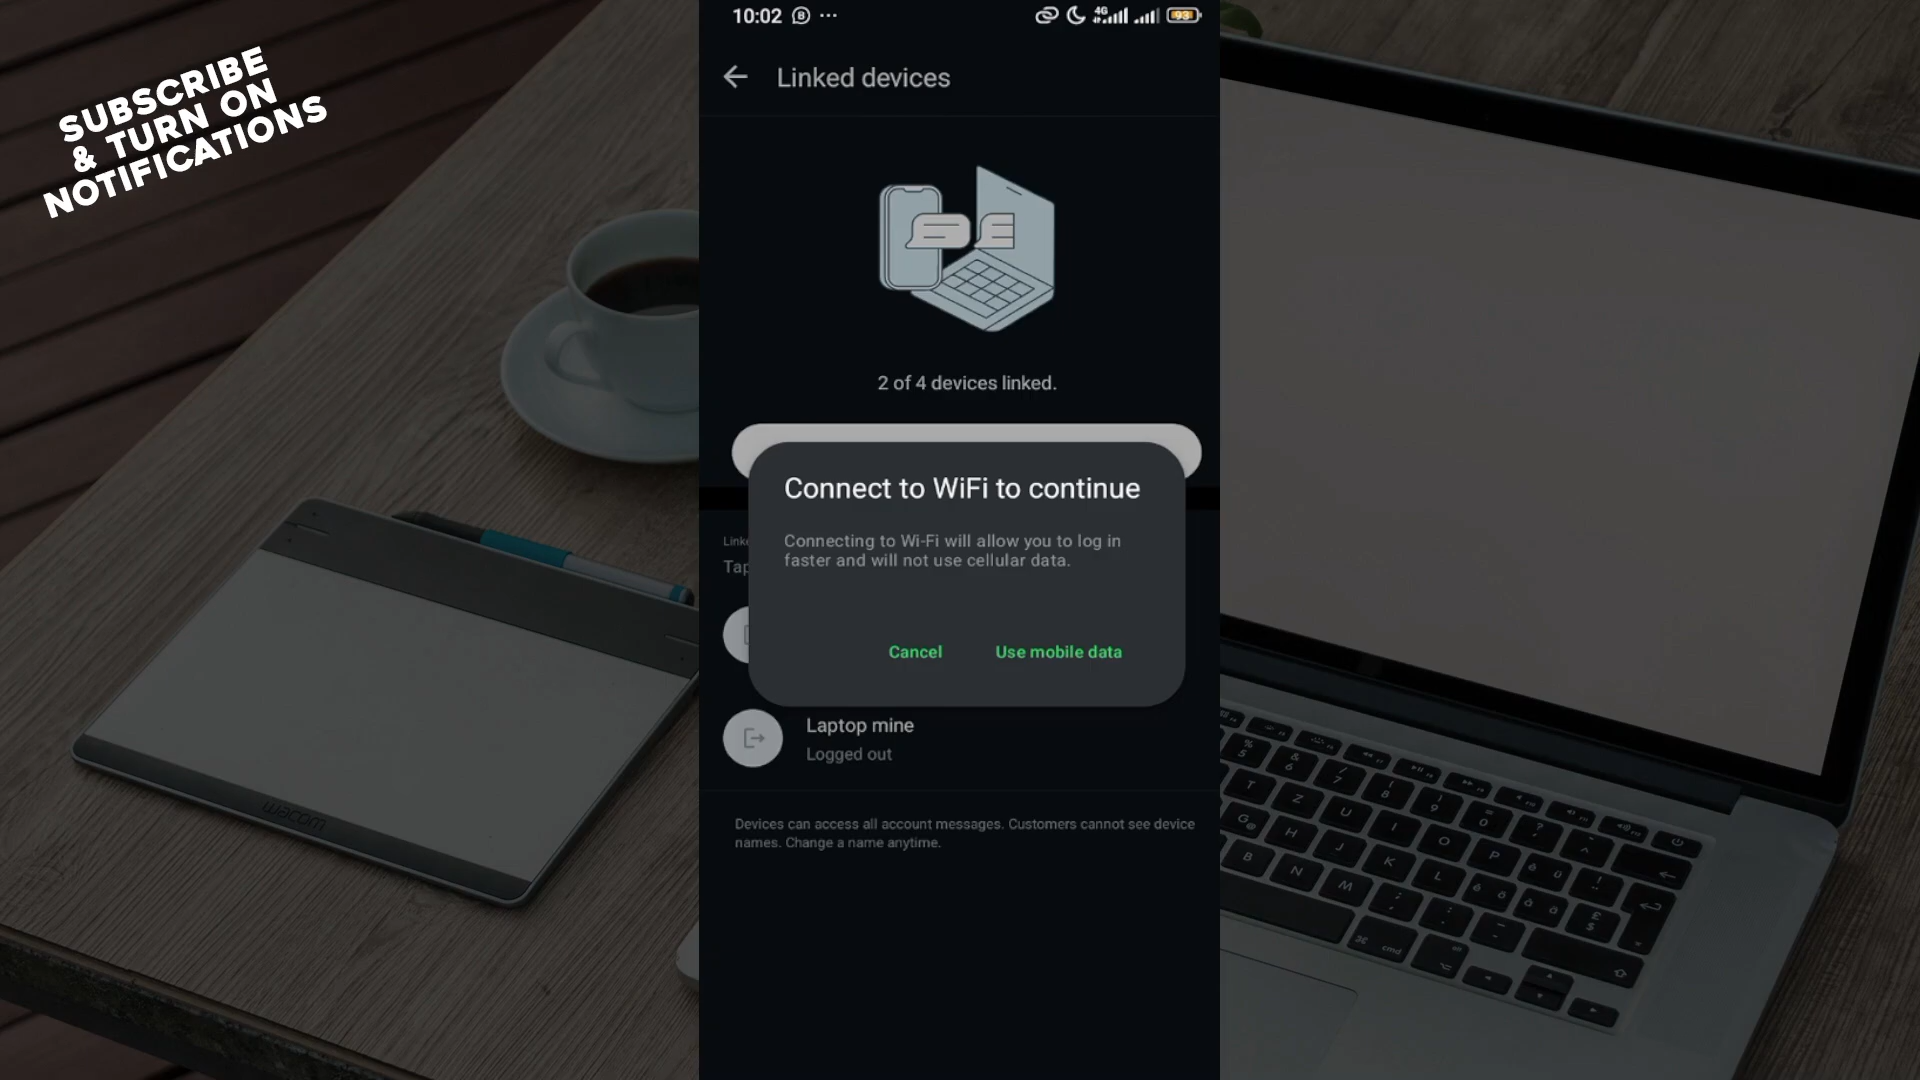 SUBSCRIBE
& TURN ON
NOTIFICATIONS
10:02
4G
93
Linked devices
2 of 4 devices linked.
Connect to WiFi to continue
Connecting to Wi-Fi will allow you to log in
faster and will not use cellular data.
Cancel
Use mobile data
Laptop mine
Logged out
Devices can access all account messages. Customers cannot see device
names. Change a name anytime.
wacom